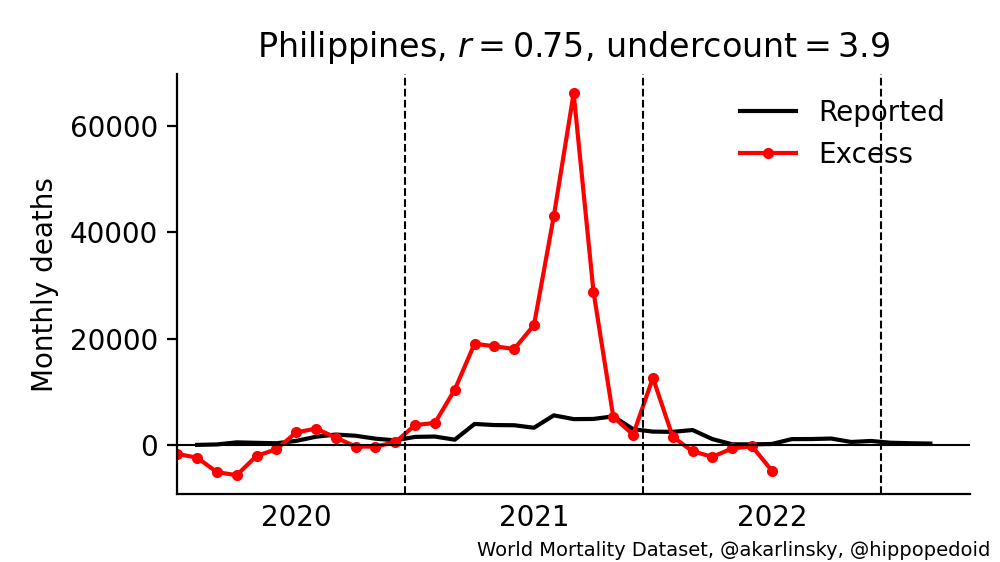 Philippines, r = 0.75, undercount = 3.9
Reported
Excess
Monthly deaths
60000
40000
20000
0
2020 2021 2022
World Mortality Dataset, @akarlinsky, @hippopedoid